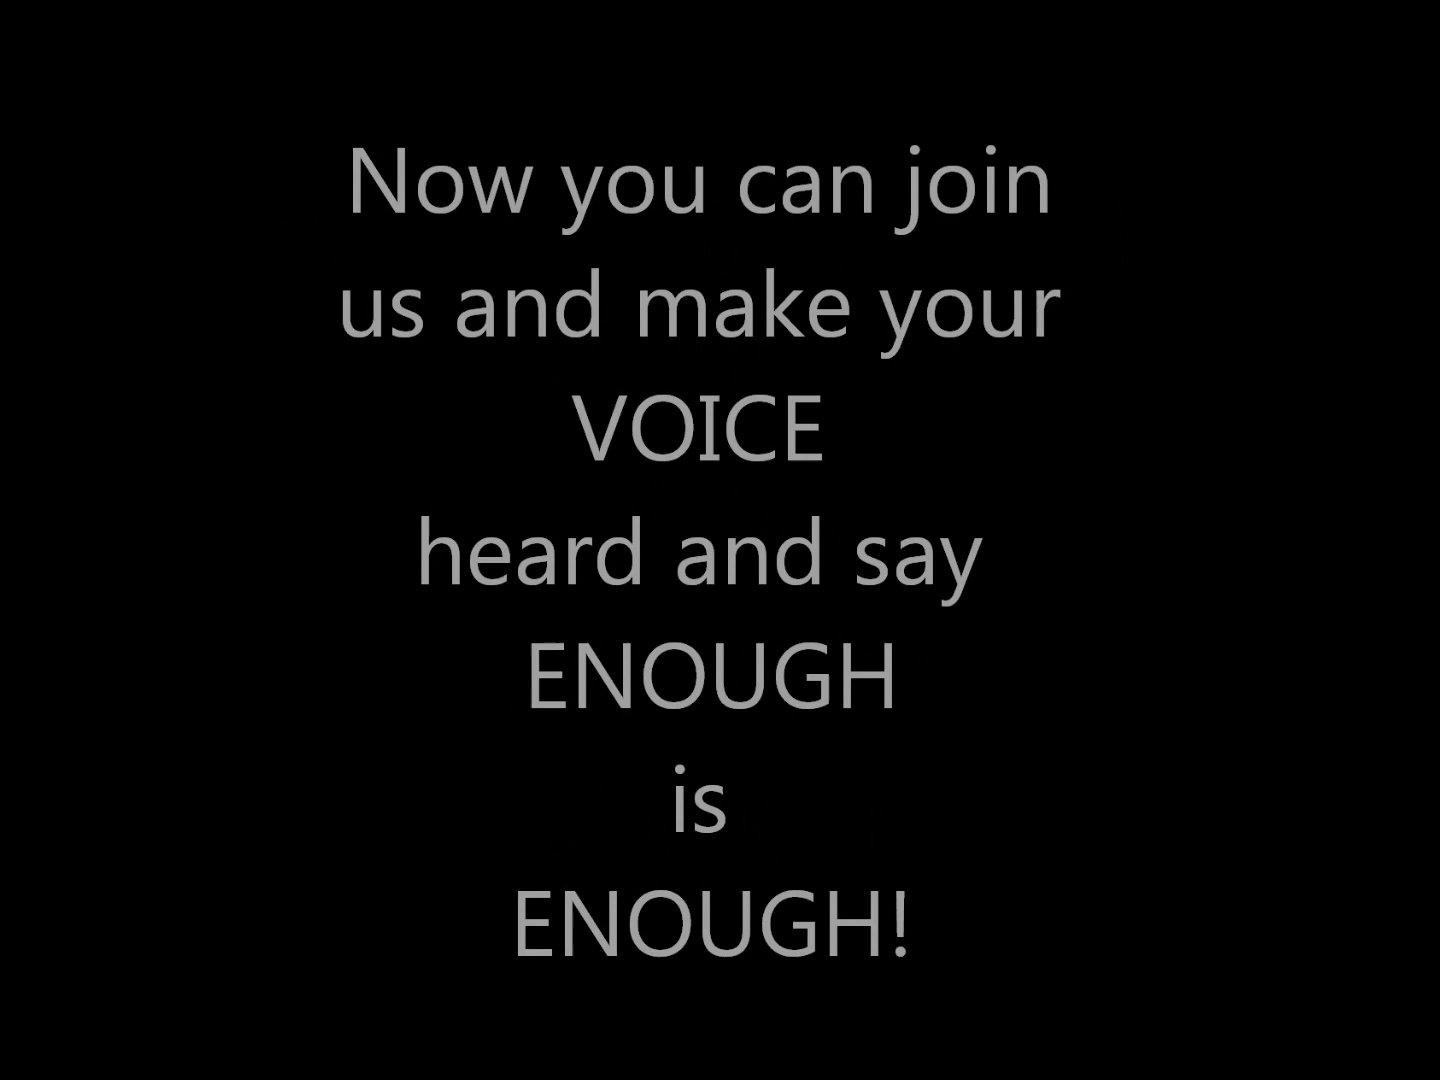 Now you can join
us and make your
VOICE
heard and say
ENOUGH
is
ENOUGH!